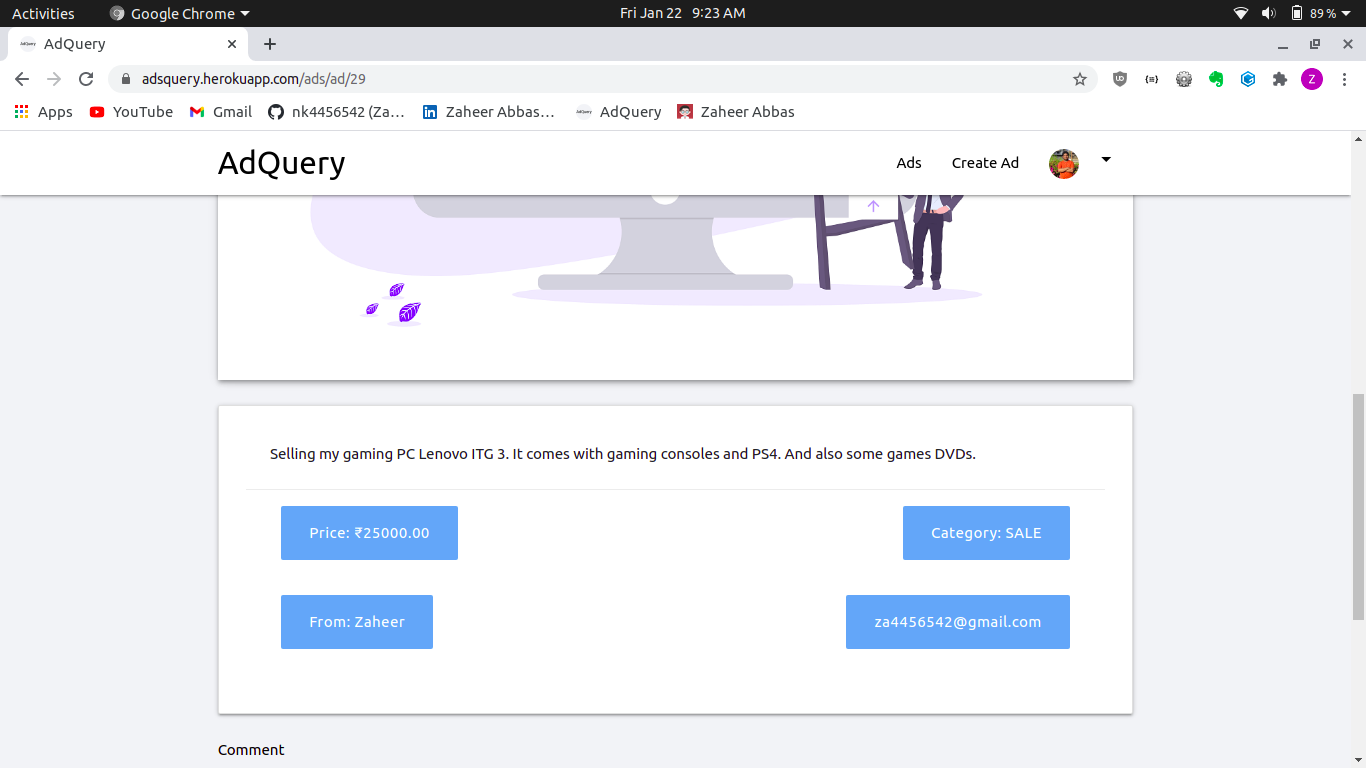 Activities Google Chrome Fri Jan 22 9:23 AM 89 %
AdQuery
adsquery.herokuapp.com/ads/ad/29 Z
Apps YouTube Gmail nk4456542 (Za... Zaheer Abbas... AdQuery Zaheer Abbas
AdQuery Ads Create Ad
Selling my gaming PC Lenovo ITG 3. It comes with gaming consoles and PS4. And also some games DVDs.
Price: ₹25000.00 Category: SALE
From: Zaheer za4456542@gmail.com
Comment